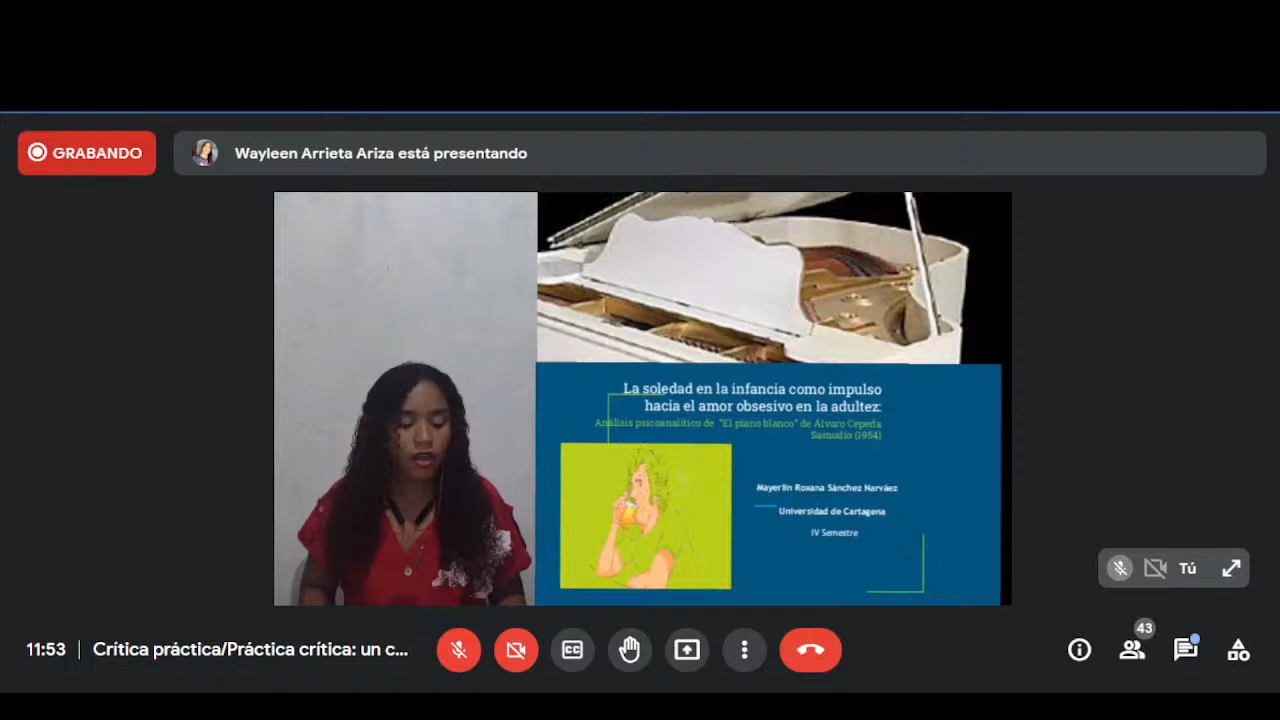 GRABANDO
Wayleen Arrieta Ariza está presentando
La soledad en la infancia como impulso
hacia el amor obsesivo en la adultez:
Análisis psicoanalítico de "El piano blanco" de Álvaro Cepeda
Samudio (1954)
Mayerlin Roxana Sánchez Narváez
Universidad de Cartagena
IV Semestre
Tú
11:53
Crítica práctica/Práctica crítica: un c...
CC
43